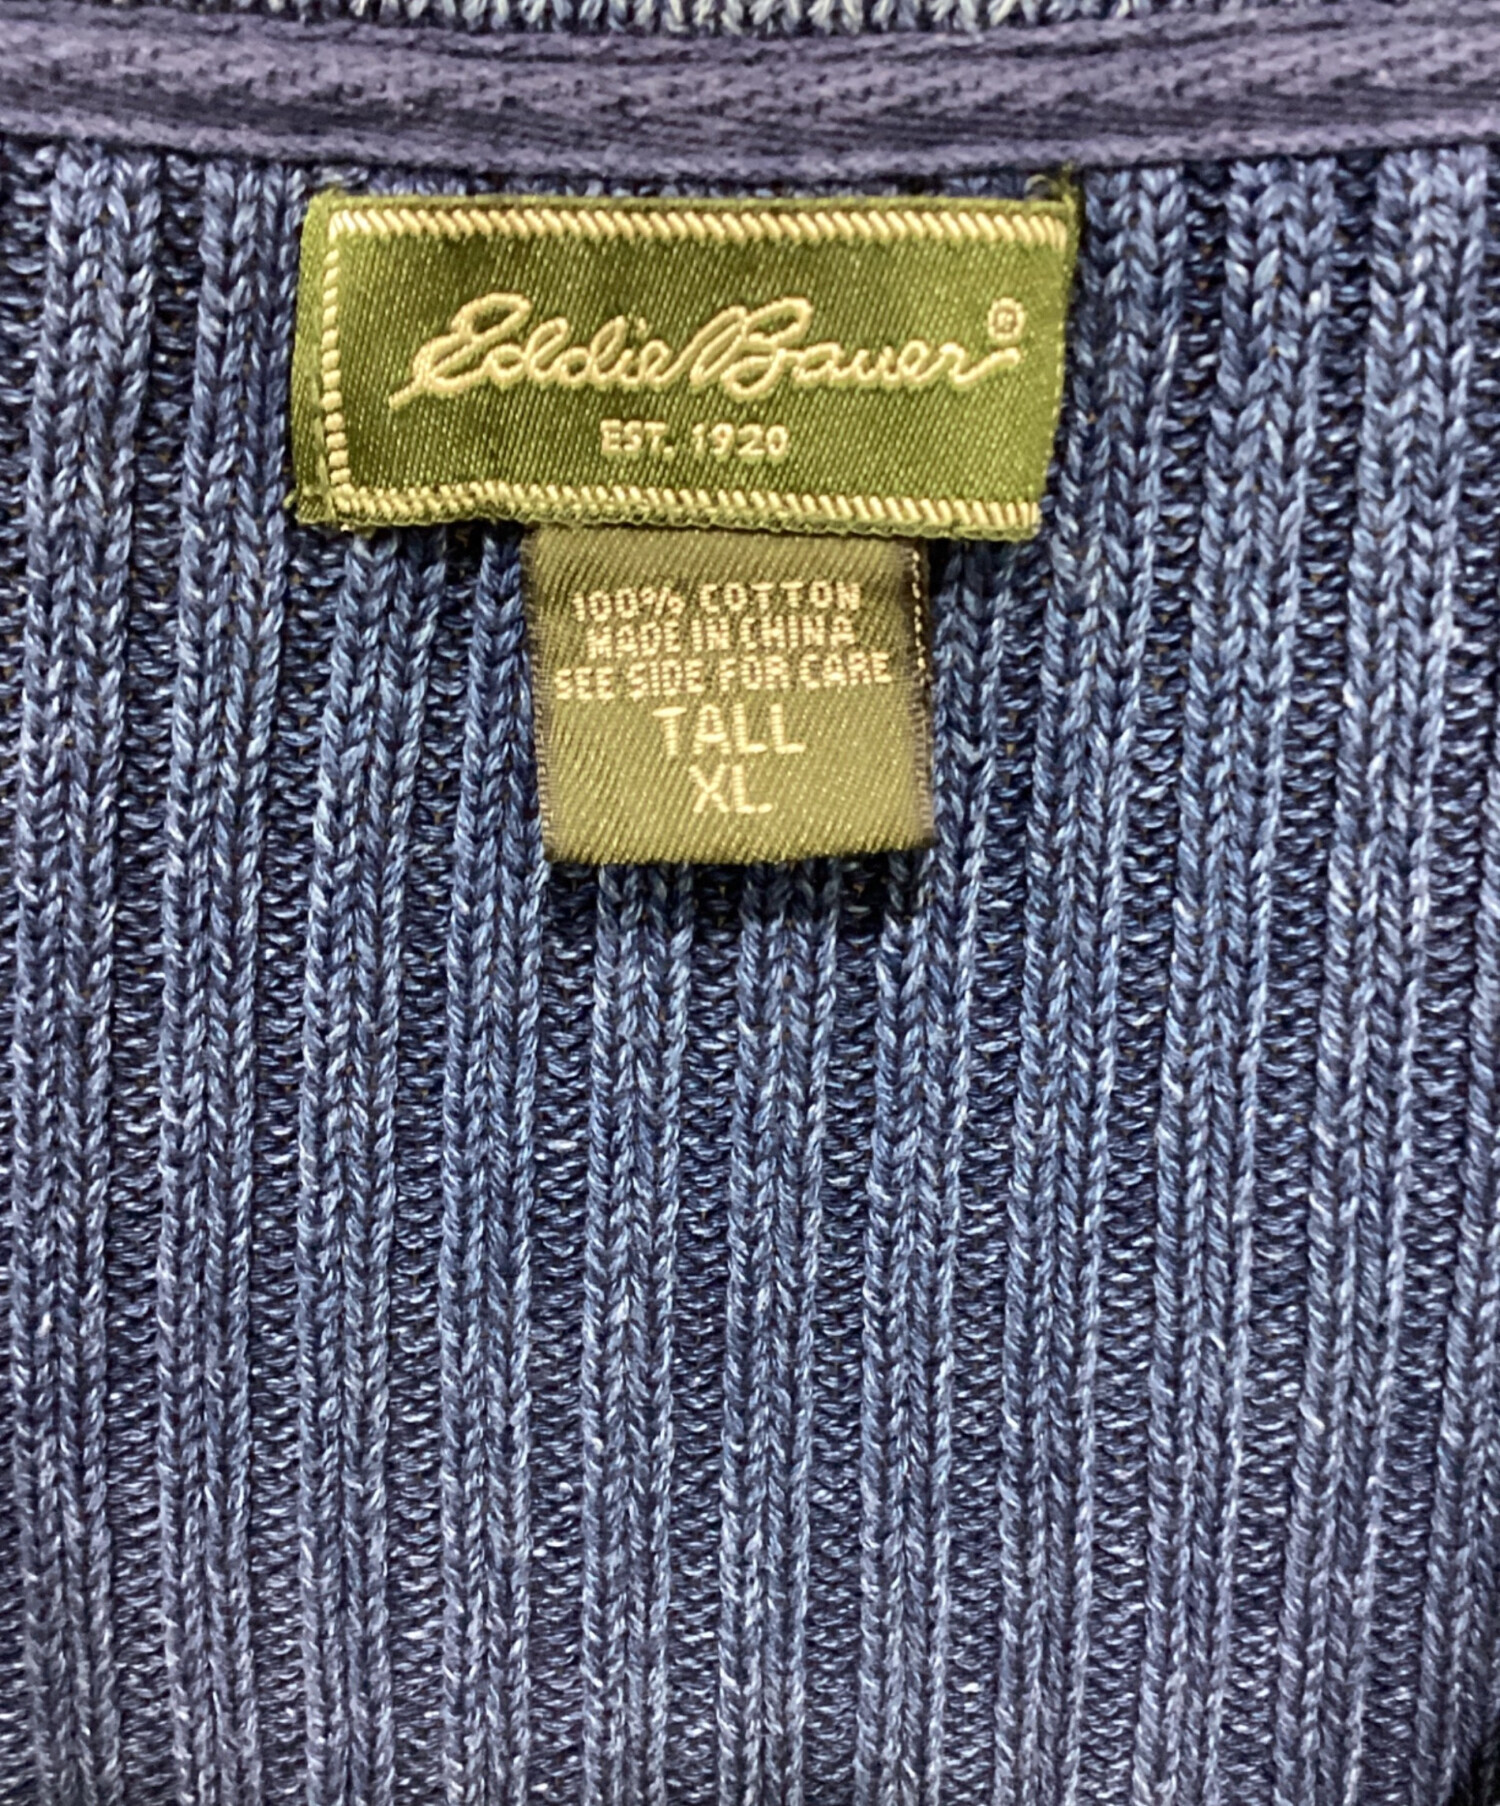 Eddie Bauer®
EST. 1920
100% COTTON
MADE IN CHINA
SEE SIDE FOR CARE
TALL
XL